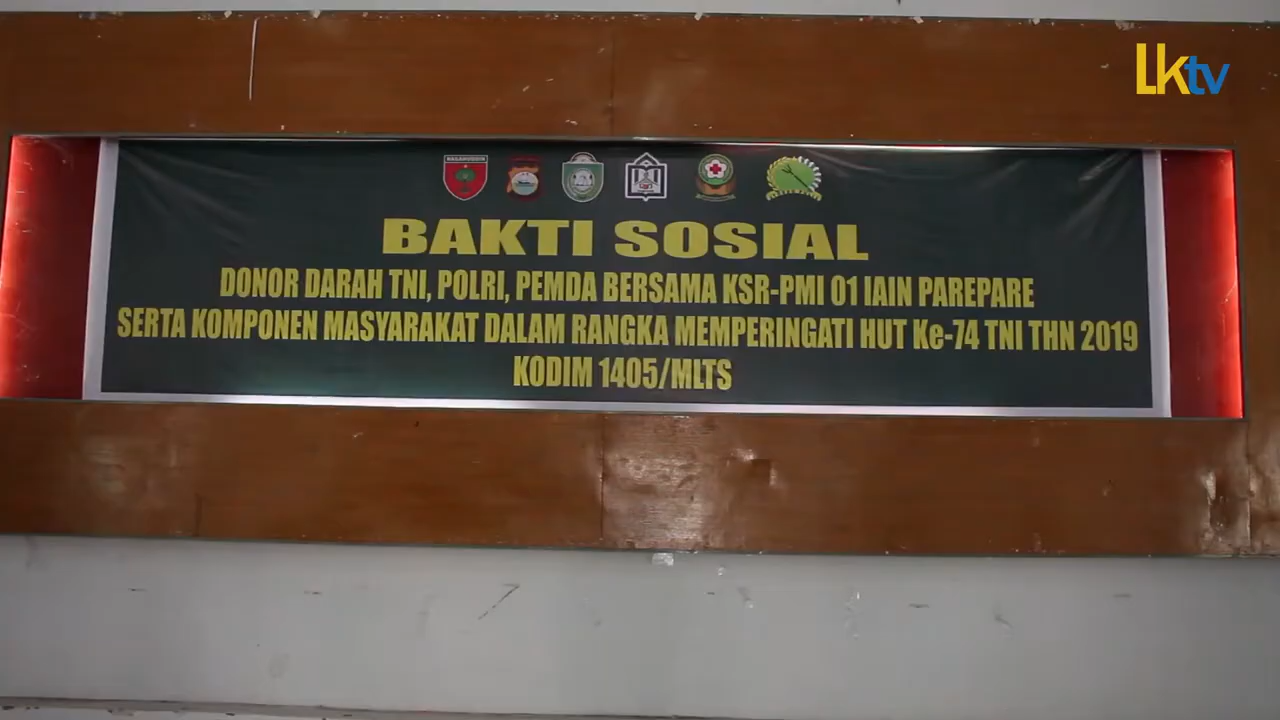 LKtv
HASANUDDIN
BAKTI SOSIAL
DONOR DARAH TNI, POLRI, PEMDA BERSAMA KSR-PMI 01 IAIN PAREPARE
SERTA KOMPONEN MASYARAKAT DALAM RANGKA MEMPERINGATI HUT Ke-74 TNI THN 2019
KODIM 1405/MLTS